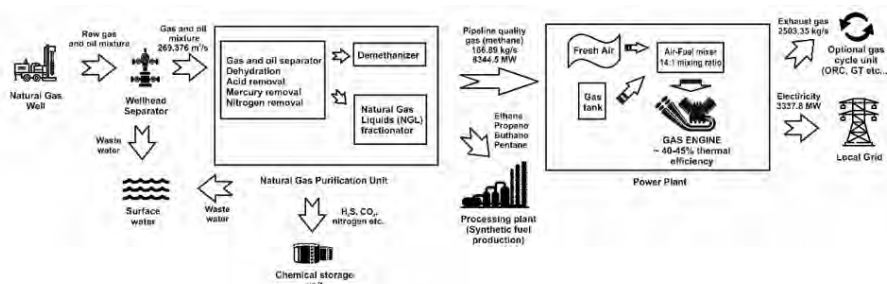 Raw gas
and oil mixture
Gas and oil
mixture
269.376 m³/s
Natural Gas
Well
Wellhead
Separator
Waste
water
Surface
water
Waste
water
Gas and oil separator
Dehydration
Acid removal
Mercury removal
Nitrogen removal
Demethanizer
Natural Gas
Liquids (NGL)
fractionator
Natural Gas Purification Unit
H₂S, CO₂,
nitrogen etc.
Chemical storage
Pipeline quality
gas (methane)
166.89 kg/s
8344.5 MW
Ethane
Propane
Buthane
Pentane
Processing plant
(Synthetic fuel
production)
Fresh Air
Gas
tank
Air-Fuel mixer
14:1 mixing ratio
GAS ENGINE
~ 40-45% thermal
efficiency
Power Plant
Exhaust gas
2503.35 kg/s
Optional gas
cycle unit
(ORC, GT etc...)
Electricity
3337.8 MW
Local Grid